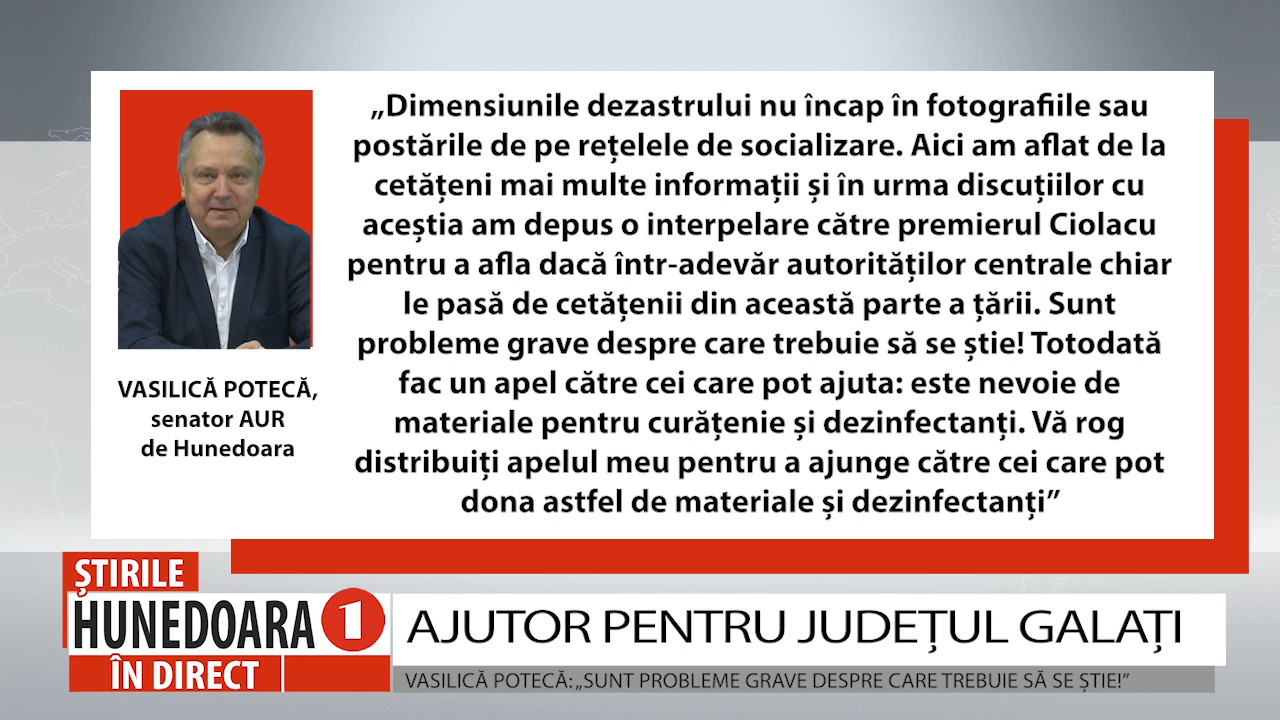 „Dimensiunile dezastrului nu încap în fotografiile sau
postările de pe rețelele de socializare. Aici am aflat de la
cetățeni mai multe informații și în urma discuțiilor cu
aceștia am depus o interpelare către premierul Ciolacu
pentru a afla dacă într-adevăr autorităților centrale chiar
le pasă de cetățenii din această parte a țării. Sunt
probleme grave despre care trebuie să se știe! Totodată
fac un apel către cei care pot ajuta: este nevoie de
materiale pentru curățenie și dezinfectanți. Vă rog
distribuiți apelul meu pentru a ajunge către cei care pot
dona astfel de materiale și dezinfectanți”
VASILICĂ POTECĂ,
senator AUR
de Hunedoara
ȘTIRILE
HUNEDOARA 1
ÎN DIRECT
AJUTOR PENTRU JUDEȚUL GALAȚI
VASILICĂ POTECĂ: „SUNT PROBLEME GRAVE DESPRE CARE TREBUIE SĂ SE ȘTIE!”